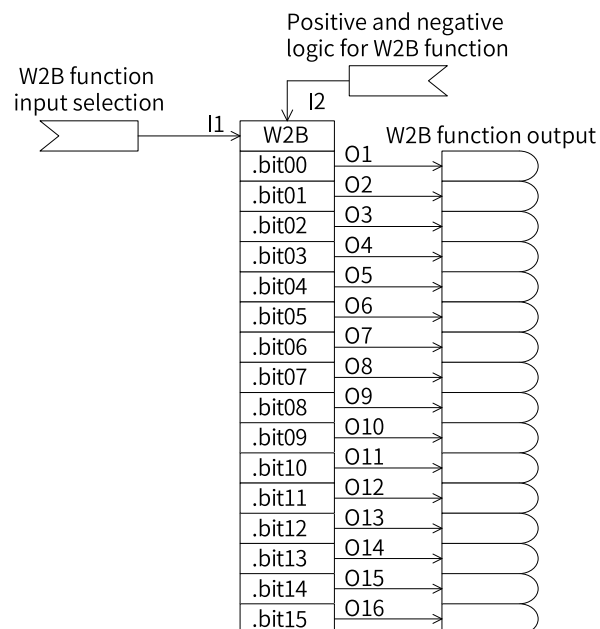 Positive and negative
logic for W2B function
W2B function
input selection
I2
I1
W2B
W2B function output
.bit00
O1
.bit01
O2
.bit02
O3
.bit03
O4
.bit04
O5
.bit05
O6
.bit06
O7
.bit07
O8
.bit08
O9
.bit09
O10
.bit10
O11
.bit11
O12
.bit12
O13
.bit13
O14
.bit14
O15
.bit15
O16